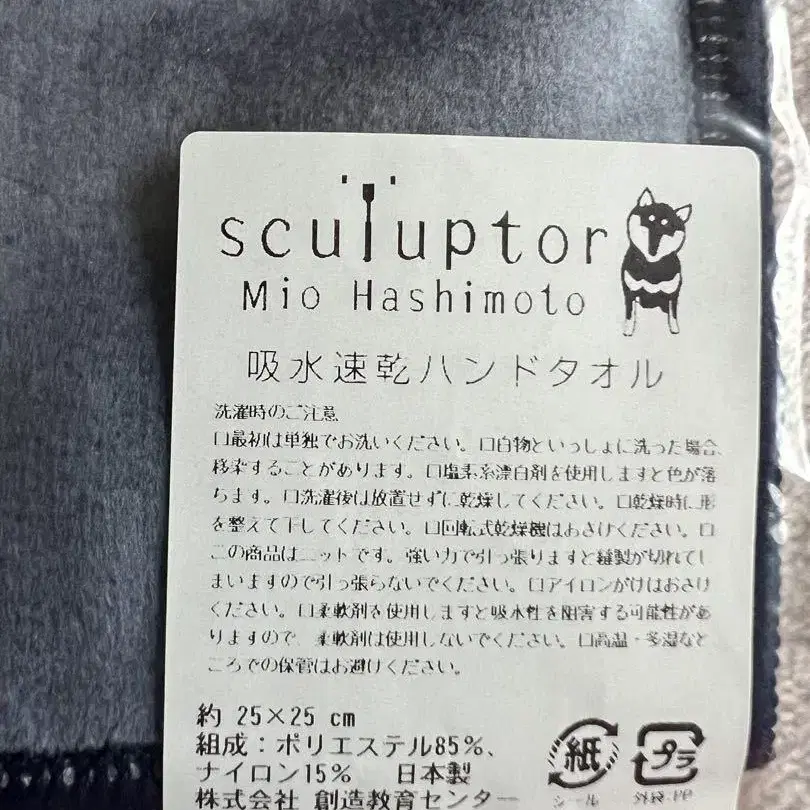 sculuptor
Mio Hashimoto
吸水速乾ハンドタオル
洗濯時のご注意
口最初は単独でお洗いください。口白物といっしょに洗った場合、
移染することがあります。口塩素系漂白剤を使用しますと色が落
ちます。口洗濯後は放置せずに乾燥してください。口乾燥時に形
を整えて干してください。口回転式乾燥機はおさけください。口
この商品はニットです。強い力で引っ張りますと縫製が切れてし
まいますので引っ張らないでください。口アイロンがけはおさけ
ください。口柔軟剤を使用しますと吸水性を阻害する可能性があ
りますので、柔軟剤は使用しないでください。口高温・多湿なと
ころでの保管はお避けください。
約 25×25 cm
組成：ポリエステル85%、
ナイロン15% 日本製
株式会社 創造教育センター
紙
シール
プラ
外袋:PP